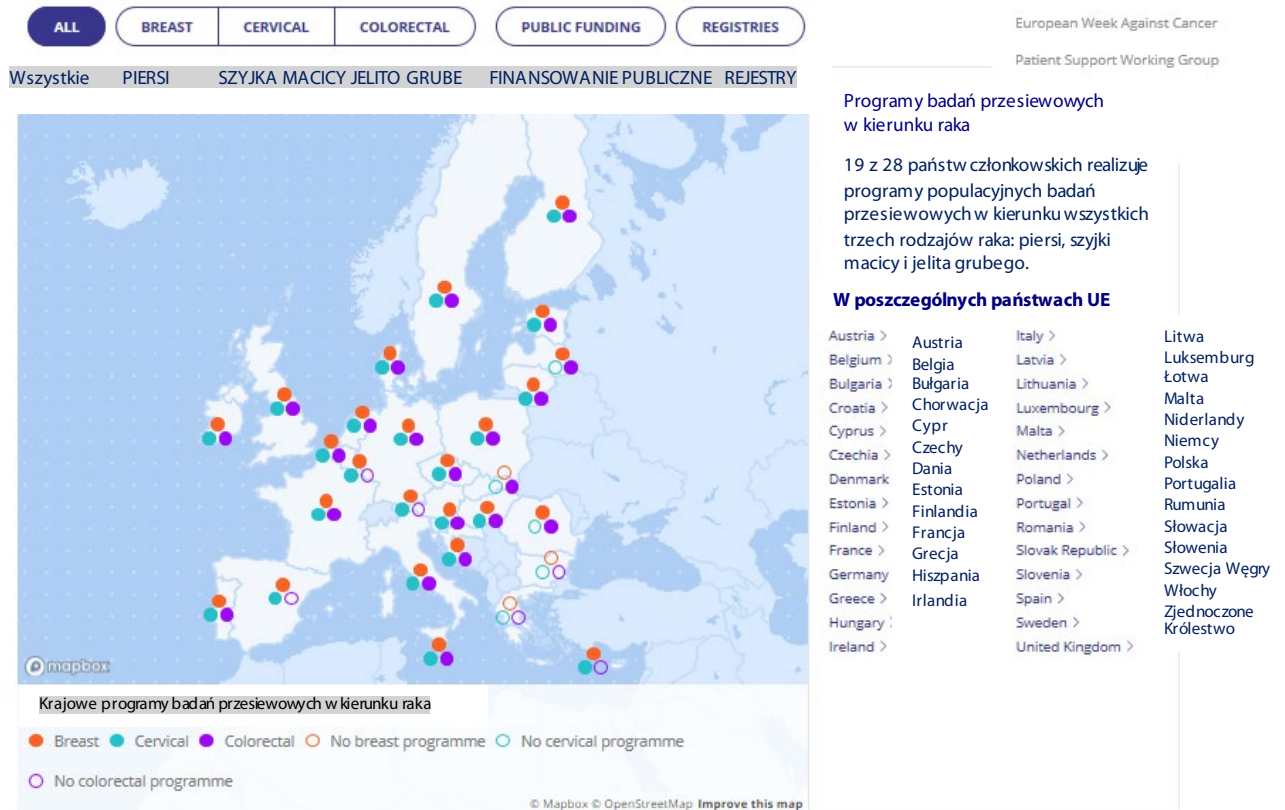 ALL BREAST CERVICAL COLORECTAL PUBLIC FUNDING REGISTRIES
Wszystkie PIERSI SZYJKA MACICY JELITO GRUBE FINANSOWANIE PUBLICZNE REJESTRY
European Week Against Cancer
Patient Support Working Group
Programy badań przesiewowych
w kierunku raka
19 z 28 państw członkowskich realizuje
programy populacyjnych badań
przesiewowych w kierunku wszystkich
trzech rodzajów raka: piersi, szyjki
macicy i jelita grubego.
W poszczególnych państwach UE
Austria >
Belgium >
Bulgaria >
Croatia >
Cyprus >
Czechia >
Denmark
Estonia >
Finland >
France >
Germany
Greece >
Hungary
Ireland >
Austria
Belgia
Bułgaria
Chorwacja
Cypr
Czechy
Dania
Estonia
Finlandia
Francja
Grecja
Hiszpania
Irlandia
Italy >
Latvia >
Lithuania >
Luxembourg >
Malta >
Netherlands >
Poland >
Portugal >
Romania >
Slovak Republic >
Slovenia >
Spain >
Sweden >
United Kingdom >
Litwa
Luksemburg
Łotwa
Malta
Niderlandy
Niemcy
Polska
Portugalia
Rumunia
Słowacja
Słowenia
Szwecja Węgry
Włochy
Zjednoczone
Królestwo
mapbox
Krajowe programy badań przesiewowych w kierunku raka
Breast Cervical Colorectal No breast programme No cervical programme
No colorectal programme
© Mapbox © OpenStreetMap Improve this map